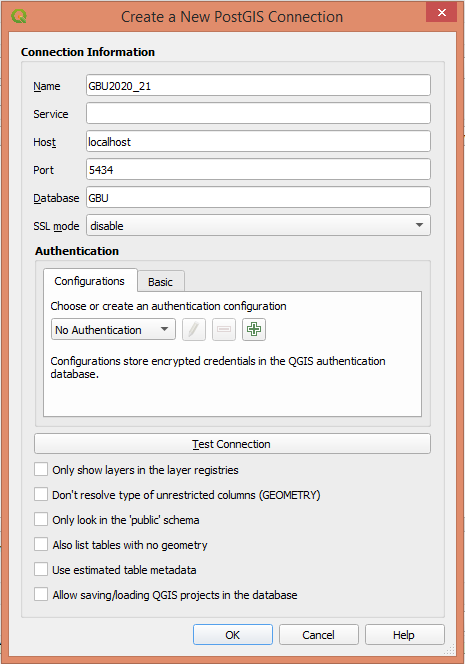 Create a New PostGIS Connection
Connection Information
Name GBU2020_21
Service
Host localhost
Port 5434
Database GBU
SSL mode disable
Authentication
Configurations Basic
Choose or create an authentication configuration
No Authentication
Configurations store encrypted credentials in the QGIS authentication
database.
Test Connection
Only show layers in the layer registries
Don't resolve type of unrestricted columns (GEOMETRY)
Only look in the 'public' schema
Also list tables with no geometry
Use estimated table metadata
Allow saving/loading QGIS projects in the database
OK Cancel Help